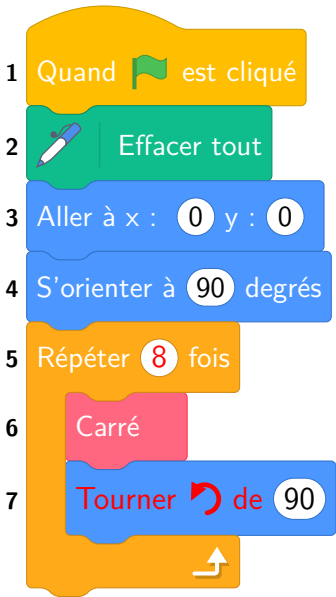 1 Quand est cliqué
2 Effacer tout
3 Aller à x : 0 y : 0
4 S'orienter à 90 degrés
5 Répéter 8 fois
6 Carré
7 Tourner de 90